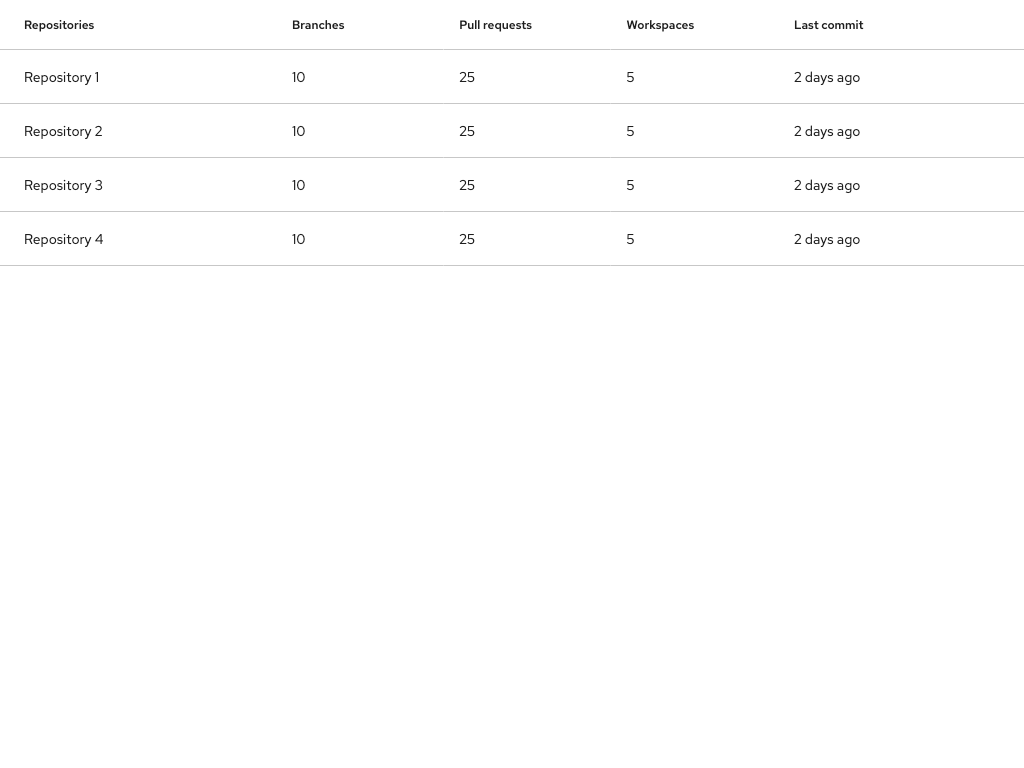 Repositories Branches Pull requests Workspaces Last commit
Repository 1 10 25 5 2 days ago
Repository 2 10 25 5 2 days ago
Repository 3 10 25 5 2 days ago
Repository 4 10 25 5 2 days ago